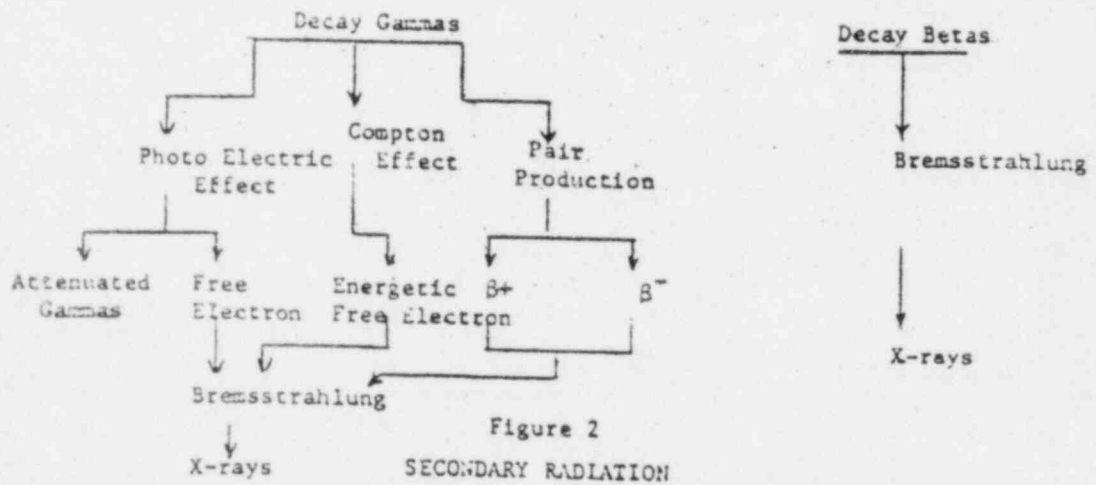 Decay Gammas
Decay Betas
Photo Electric
Effect
Compton
Effect
Pair
Production
Bremsstrahlung
Attenuated
Gammas
Free
Electron
Energetic
Free Electron
β+
β-
Bremsstrahlung
X-rays
X-rays
Figure 2
SECONDARY RADIATION